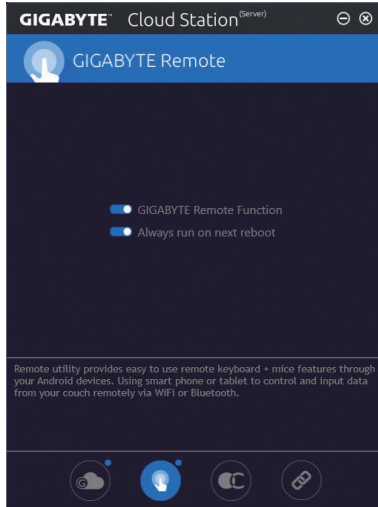 GIGABYTE™ Cloud Station (Server)
GIGABYTE Remote
GIGABYTE Remote Function
Always run on next reboot
Remote utility provides easy to use remote keyboard + mice features through
your Android devices. Using smart phone or tablet to control and input data
from your couch remotely via WiFi or Bluetooth.
G